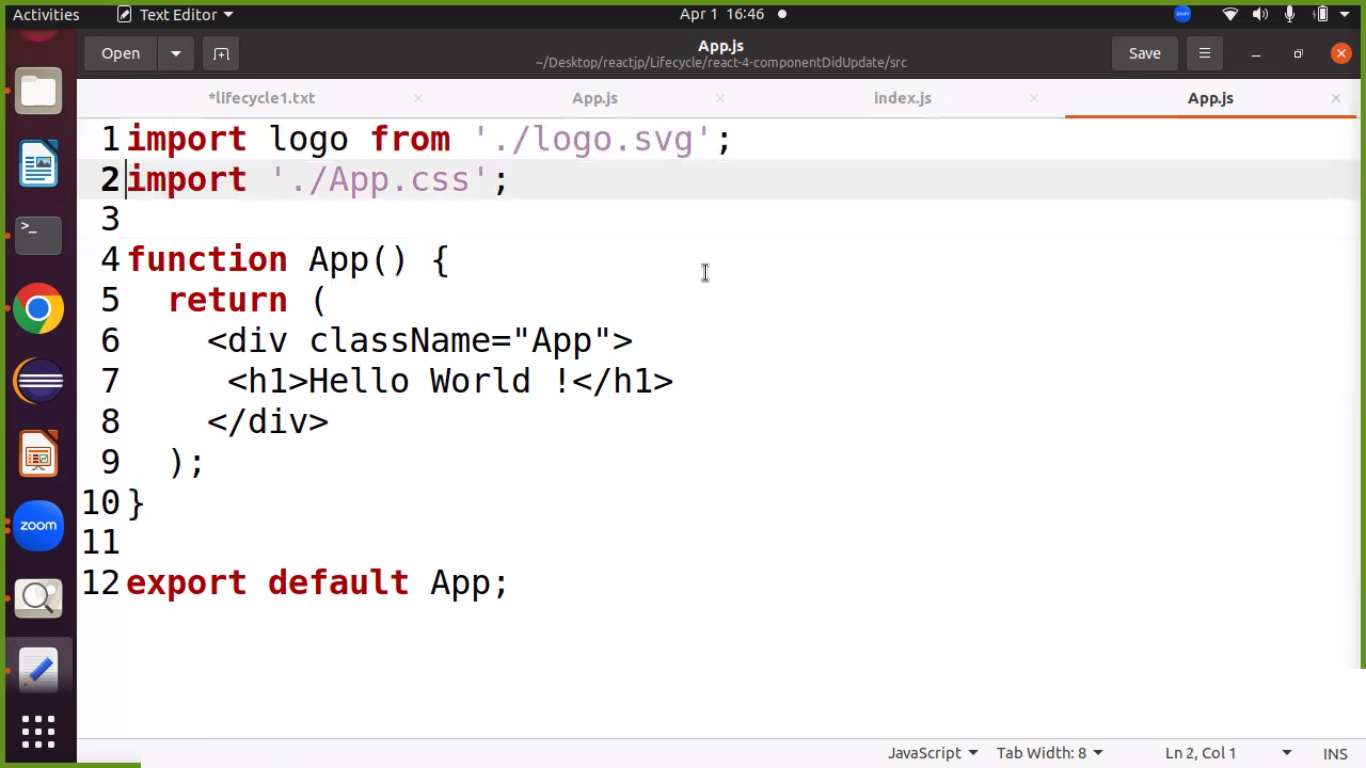 Activities Text Editor Apr 1 16:46 zoom
Open App.js Save
~/Desktop/reactjp/Lifecycle/react-4-componentDidUpdate/src
*lifecycle1.txt App.js index.js App.js
1 import logo from './logo.svg';
2 import './App.css';
3
4 function App() {
5 return (
6 <div className="App">
7 <h1>Hello World !</h1>
8 </div>
9 );
10 }
11
12 export default App;
>_
zoom
JavaScript Tab Width: 8 Ln 2, Col 1 INS